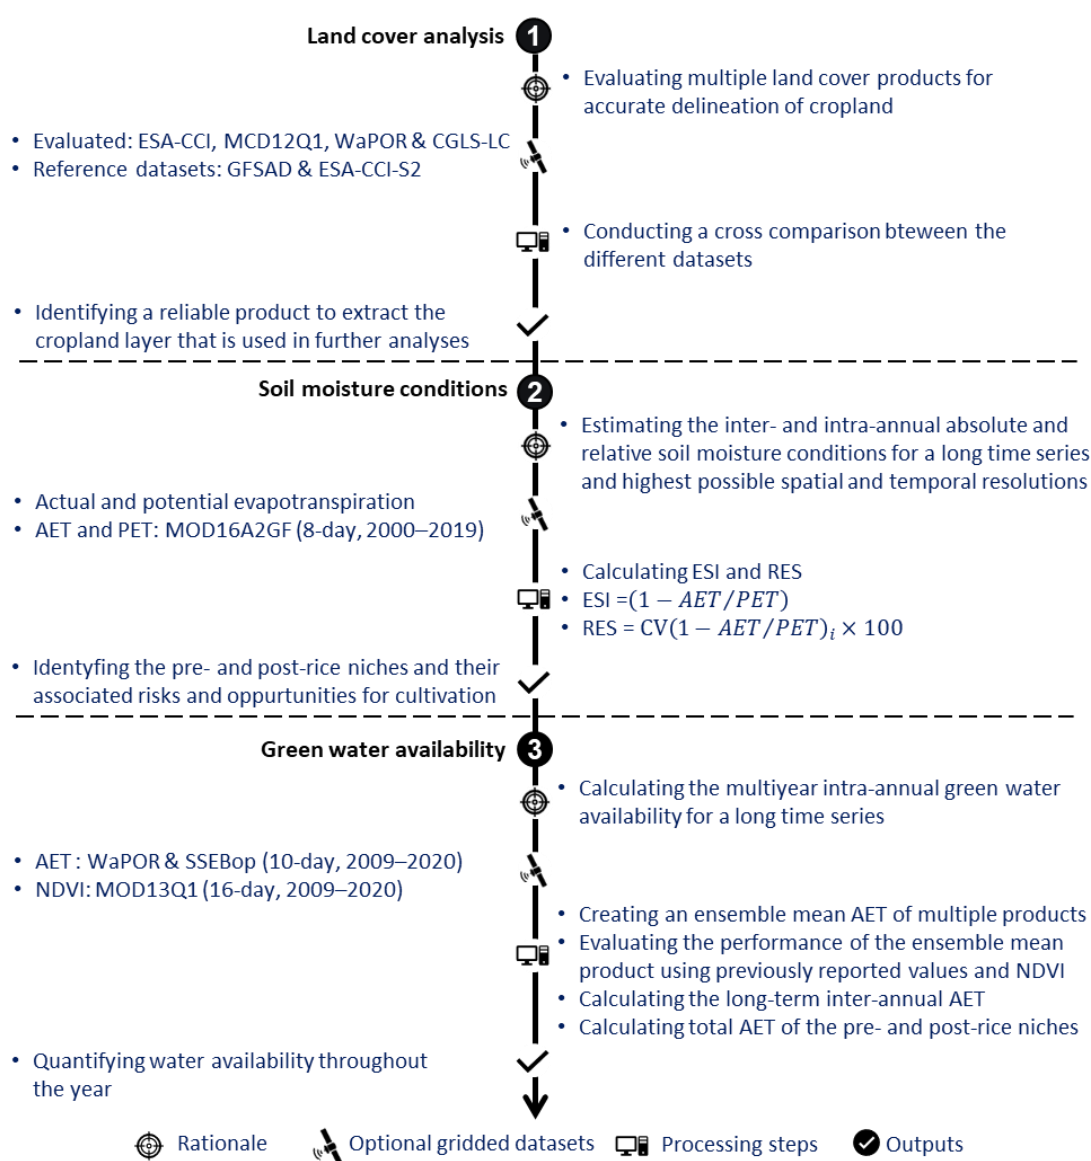 Land cover analysis 1
• Evaluating multiple land cover products for
accurate delineation of cropland
• Evaluated: ESA-CCI, MCD12Q1, WaPOR & CGLS-LC
• Reference datasets: GFSAD & ESA-CCI-S2
• Conducting a cross comparison bteween the
different datasets
• Identifying a reliable product to extract the
cropland layer that is used in further analyses
Soil moisture conditions 2
• Estimating the inter- and intra-annual absolute and
relative soil moisture conditions for a long time series
and highest possible spatial and temporal resolutions
• Actual and potential evapotranspiration
• AET and PET: MOD16A2GF (8-day, 2000–2019)
• Calculating ESI and RES
• ESI =(1 − AET/PET)
• RES = CV(1 − AET/PET)ᵢ × 100
• Identyfing the pre- and post-rice niches and their
associated risks and oppurtunities for cultivation
Green water availability 3
• Calculating the multiyear intra-annual green water
availability for a long time series
• AET : WaPOR & SSEBop (10-day, 2009–2020)
• NDVI: MOD13Q1 (16-day, 2009–2020)
• Creating an ensemble mean AET of multiple products
• Evaluating the performance of the ensemble mean
product using previously reported values and NDVI
• Calculating the long-term inter-annual AET
• Calculating total AET of the pre- and post-rice niches
• Quantifying water availability throughout
the year
Rationale Optional gridded datasets Processing steps Outputs